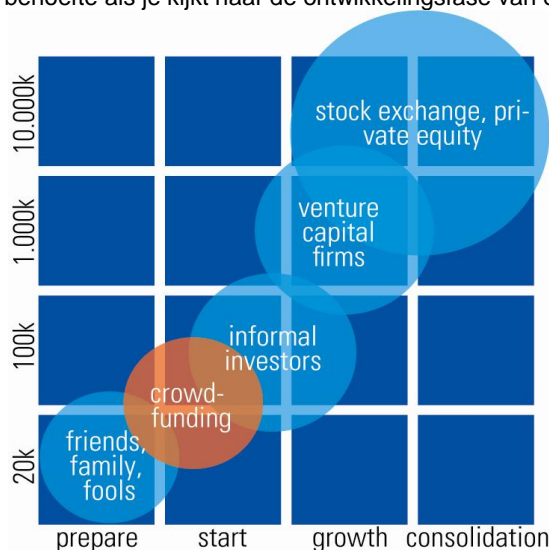 behoefte als je kijkt naar de ontwikkelingsfase van
10.000k
stock exchange, pri-
vate equity
1.000k
venture
capital
firms
100k
informal
investors
crowd-
funding
20k
friends,
family,
fools
prepare start growth consolidation